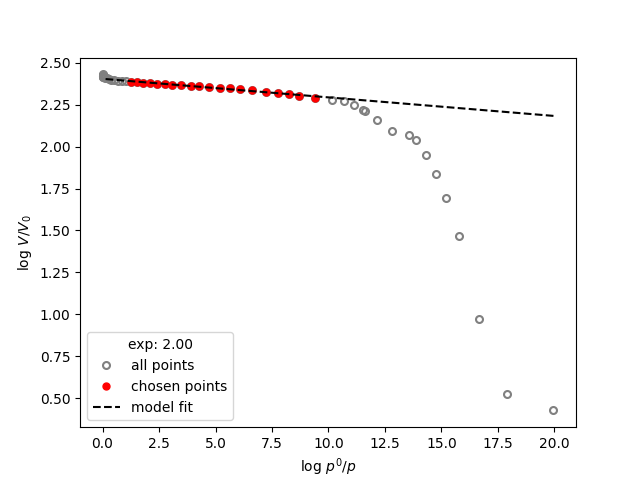 2.50
2.25
2.00
1.75
1.50
1.25
1.00
0.75
0.50
log V/V₀
exp: 2.00
all points
chosen points
model fit
0.0 2.5 5.0 7.5 10.0 12.5 15.0 17.5 20.0
log p⁰/p